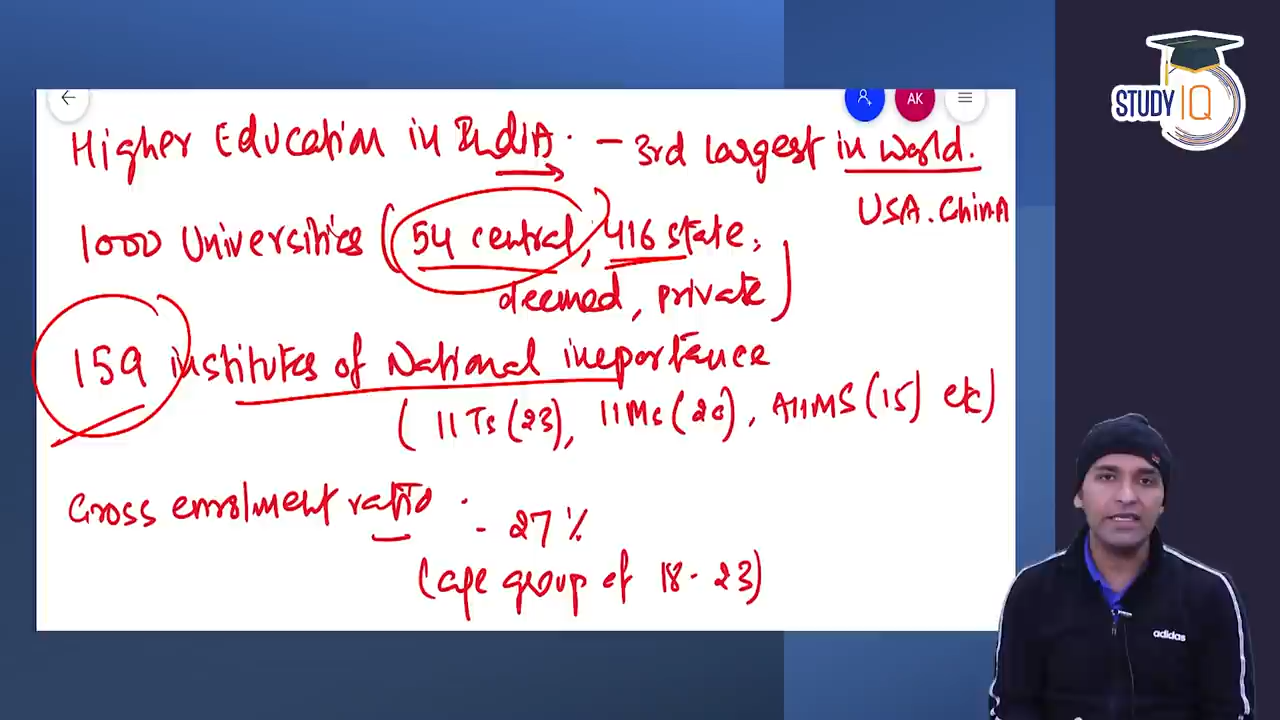 AK
STUDY IQ
Higher Education in IndIA. - 3rd largest in world.
USA. ChinA
1000 Universities (54 central, 416 state,
deemed, private)
159 institutes of National importance
(IITs (23), IIMs (20), AIIMS (15) etc)
Gross enrolment ratio
- 27 %
(age group of 18 - 23)
adidas